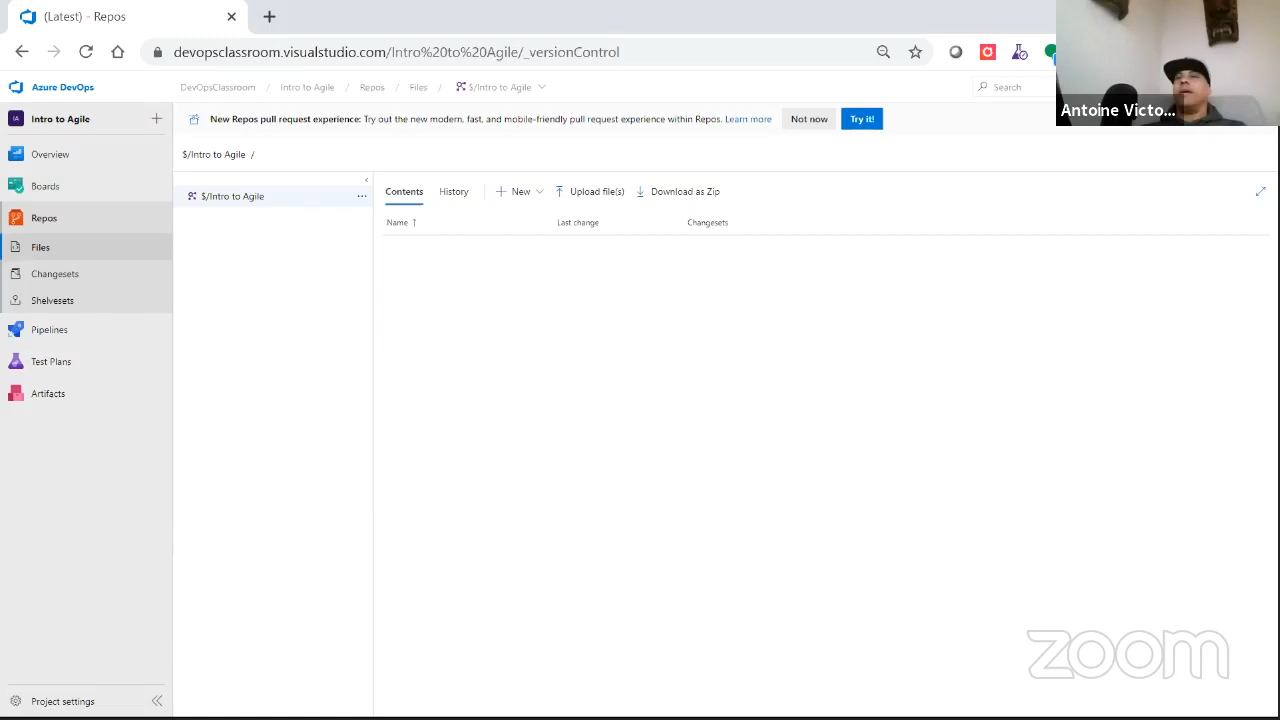 (Latest) - Repos
devopsclassroom.visualstudio.com/Intro%20to%20Agile/_versionControl
Azure DevOps
DevOpsClassroom / Intro to Agile / Repos / Files / $/Intro to Agile
Search
Antoine Victo...
IA Intro to Agile
New Repos pull request experience: Try out the new modern, fast, and mobile-friendly pull request experience within Repos. Learn more
Not now
Try it!
Overview
$/Intro to Agile /
Boards
$/Intro to Agile
Contents
History
New
Upload file(s)
Download as Zip
Repos
Name ↑
Last change
Changesets
Files
Changesets
Shelvesets
Pipelines
Test Plans
Artifacts
zoom
Project settings